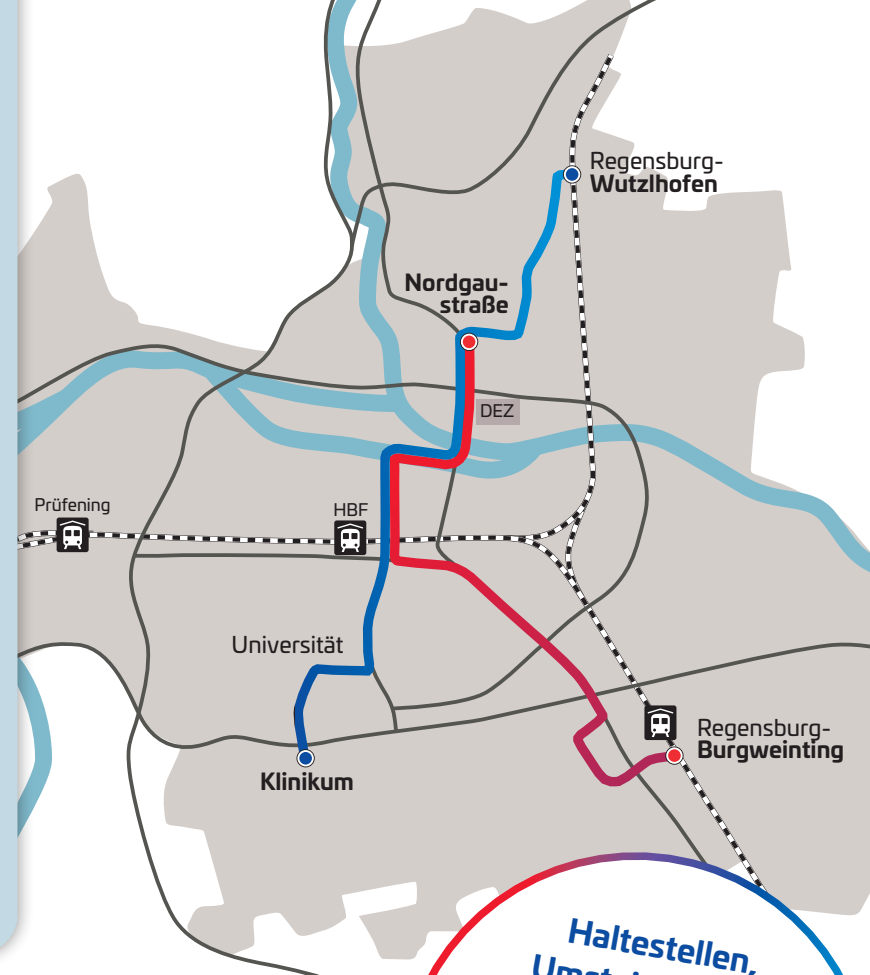 Regensburg-
Wutzlhofen
Nordgau-
straße
DEZ
Prüfening
HBF
Universität
Regensburg-
Burgweinting
Klinikum
Haltestellen,